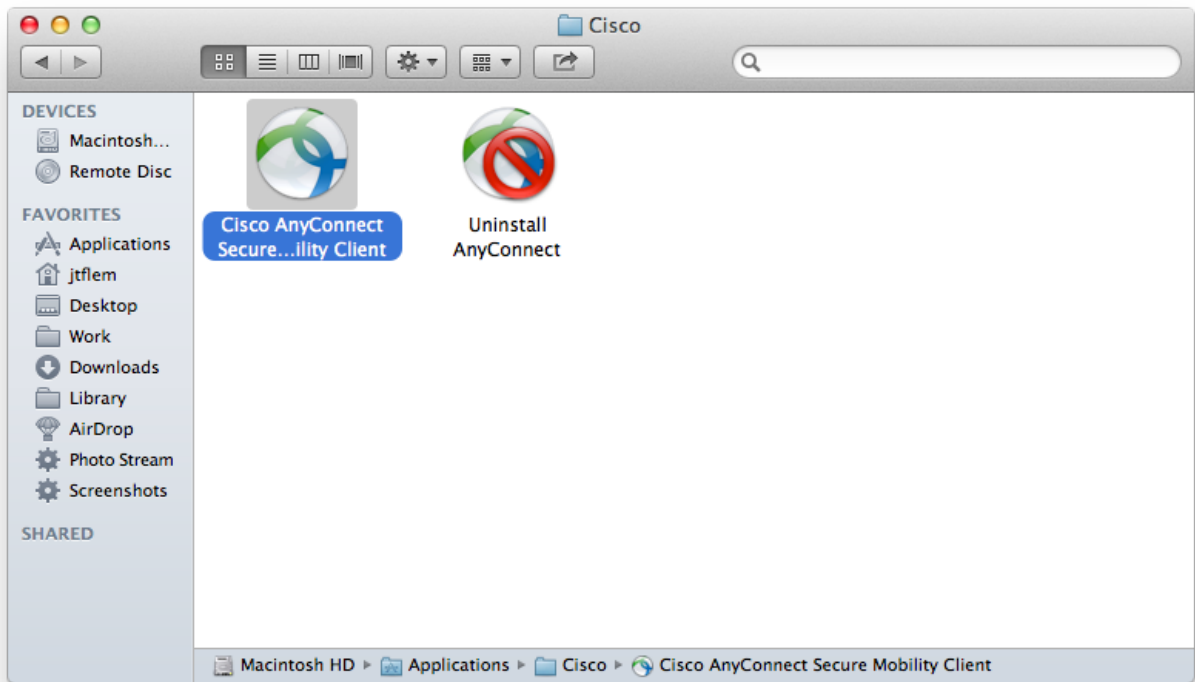 Cisco
DEVICES
Macintosh...
Remote Disc
FAVORITES
Applications
jtflem
Desktop
Work
Downloads
Library
AirDrop
Photo Stream
Screenshots
SHARED
Cisco AnyConnect
Secure...ility Client
Uninstall
AnyConnect
Macintosh HD ▸ Applications ▸ Cisco ▸ Cisco AnyConnect Secure Mobility Client